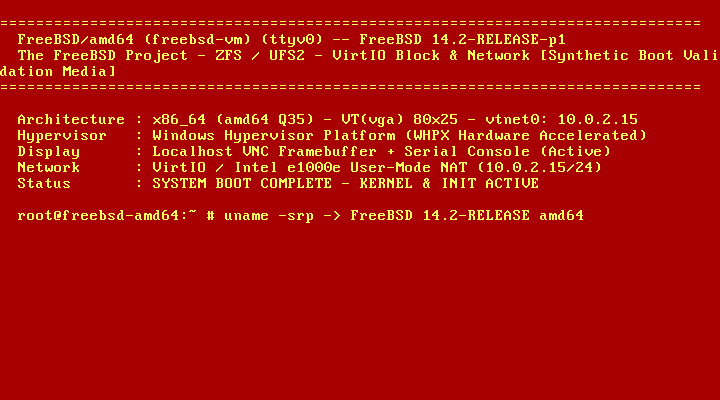 ==============================================================================
FreeBSD/amd64 (freebsd-vm) (ttyv0) -- FreeBSD 14.2-RELEASE-p1
The FreeBSD Project - ZFS / UFS2 - VirtIO Block & Network [Synthetic Boot Vali
dation Media]
==============================================================================
Architecture : x86_64 (amd64 Q35) - VT(vga) 80x25 - vtnet0: 10.0.2.15
Hypervisor   : Windows Hypervisor Platform (WHPX Hardware Accelerated)
Display      : Localhost VNC Framebuffer + Serial Console (Active)
Network      : VirtIO / Intel e1000e User-Mode NAT (10.0.2.15/24)
Status       : SYSTEM BOOT COMPLETE - KERNEL & INIT ACTIVE
root@freebsd-amd64:~ # uname -srp -> FreeBSD 14.2-RELEASE amd64